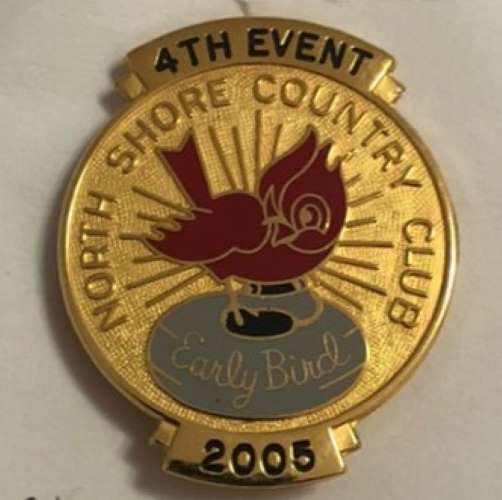 4TH EVENT
NORTH SHORE COUNTRY CLUB
Early Bird
2005